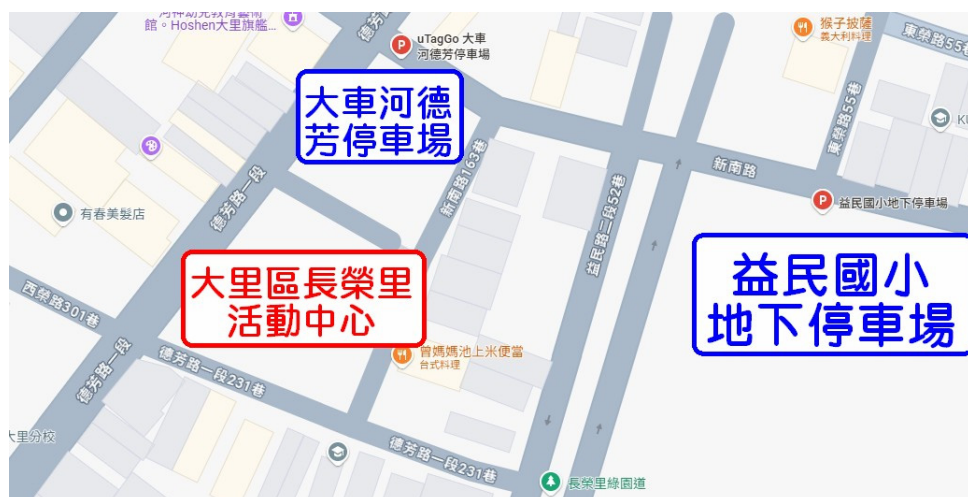 館。Hoshen大里旗艦...
德芳路
uTagGo 大車
河德芳停車場
猴子披薩
義大利料理
東榮路55巷
大車河德
芳停車場
新南路163巷
東榮路55巷
KU
新南路
德芳路一段
有春美髮店
益民路二段52巷
益民國小地下停車場
大里區長榮里
活動中心
益民國小
地下停車場
西榮路301巷
德芳路一段
德芳路一段231巷
曾媽媽池上米便當
台式料理
大里分校
德芳路一段231巷
長榮里綠園道